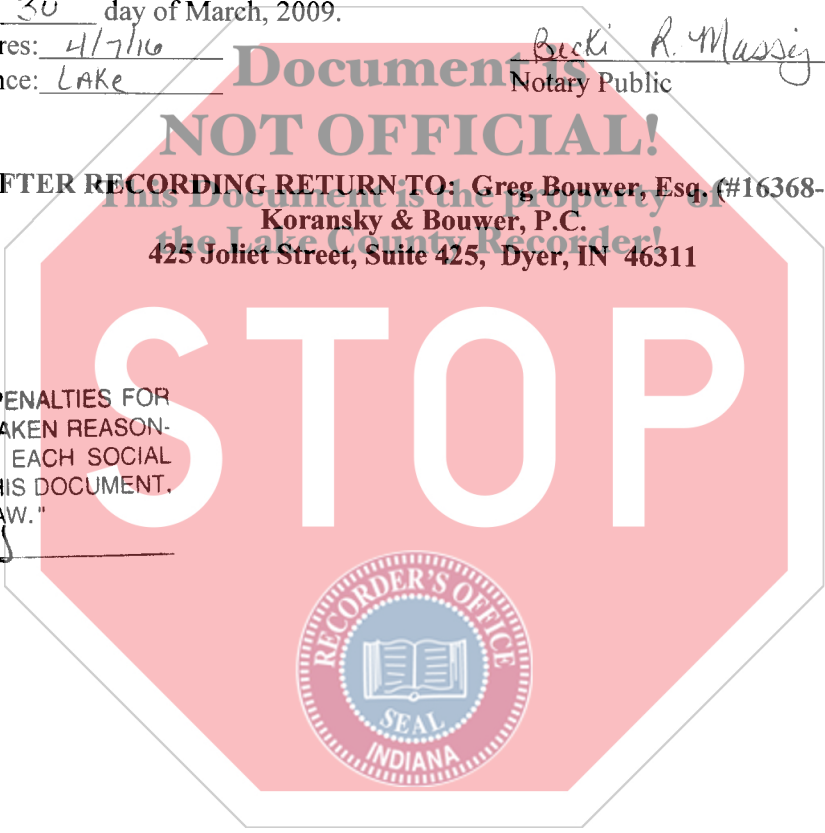 30 day of March, 2009.
res: 4/7/16
nce: LAKe
Becki R. Massey
Notary Public
Document is
NOT OFFICIAL!
This Document is the property of
the Lake County Recorder!
FTER RECORDING RETURN TO: Greg Bouwer, Esq. (#16368-
Koransky & Bouwer, P.C.
425 Joliet Street, Suite 425, Dyer, IN 46311
PENALTIES FOR
AKEN REASON-
EACH SOCIAL
HIS DOCUMENT,
AW."
STOP
RECORDER'S OFFICE
SEAL
INDIANA